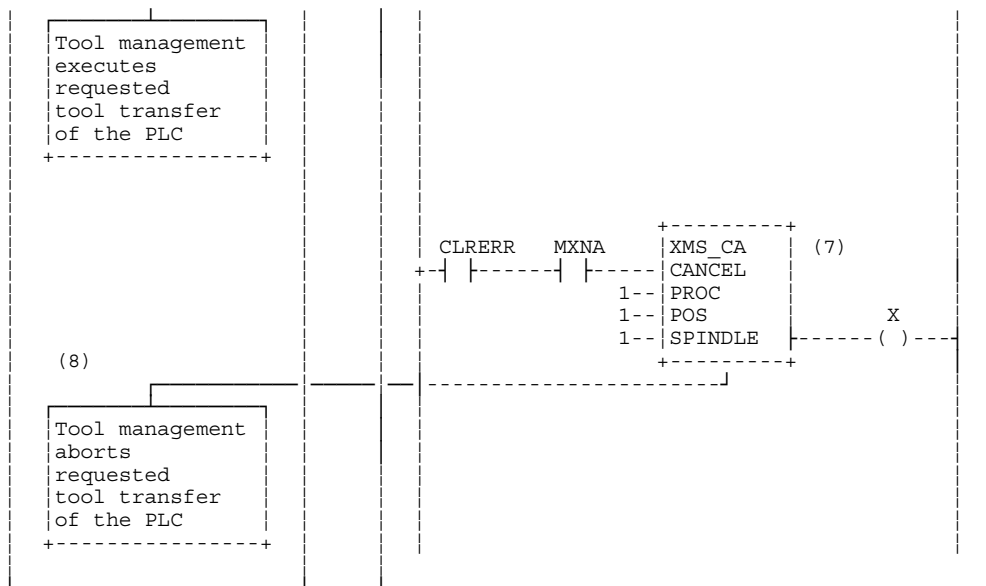 Tool management
executes
requested
tool transfer
of the PLC
CLRERR MXNA XMS_CA (7)
CANCEL
1-- PROC
1-- POS X
1-- SPINDLE ( )
(8)
Tool management
aborts
requested
tool transfer
of the PLC